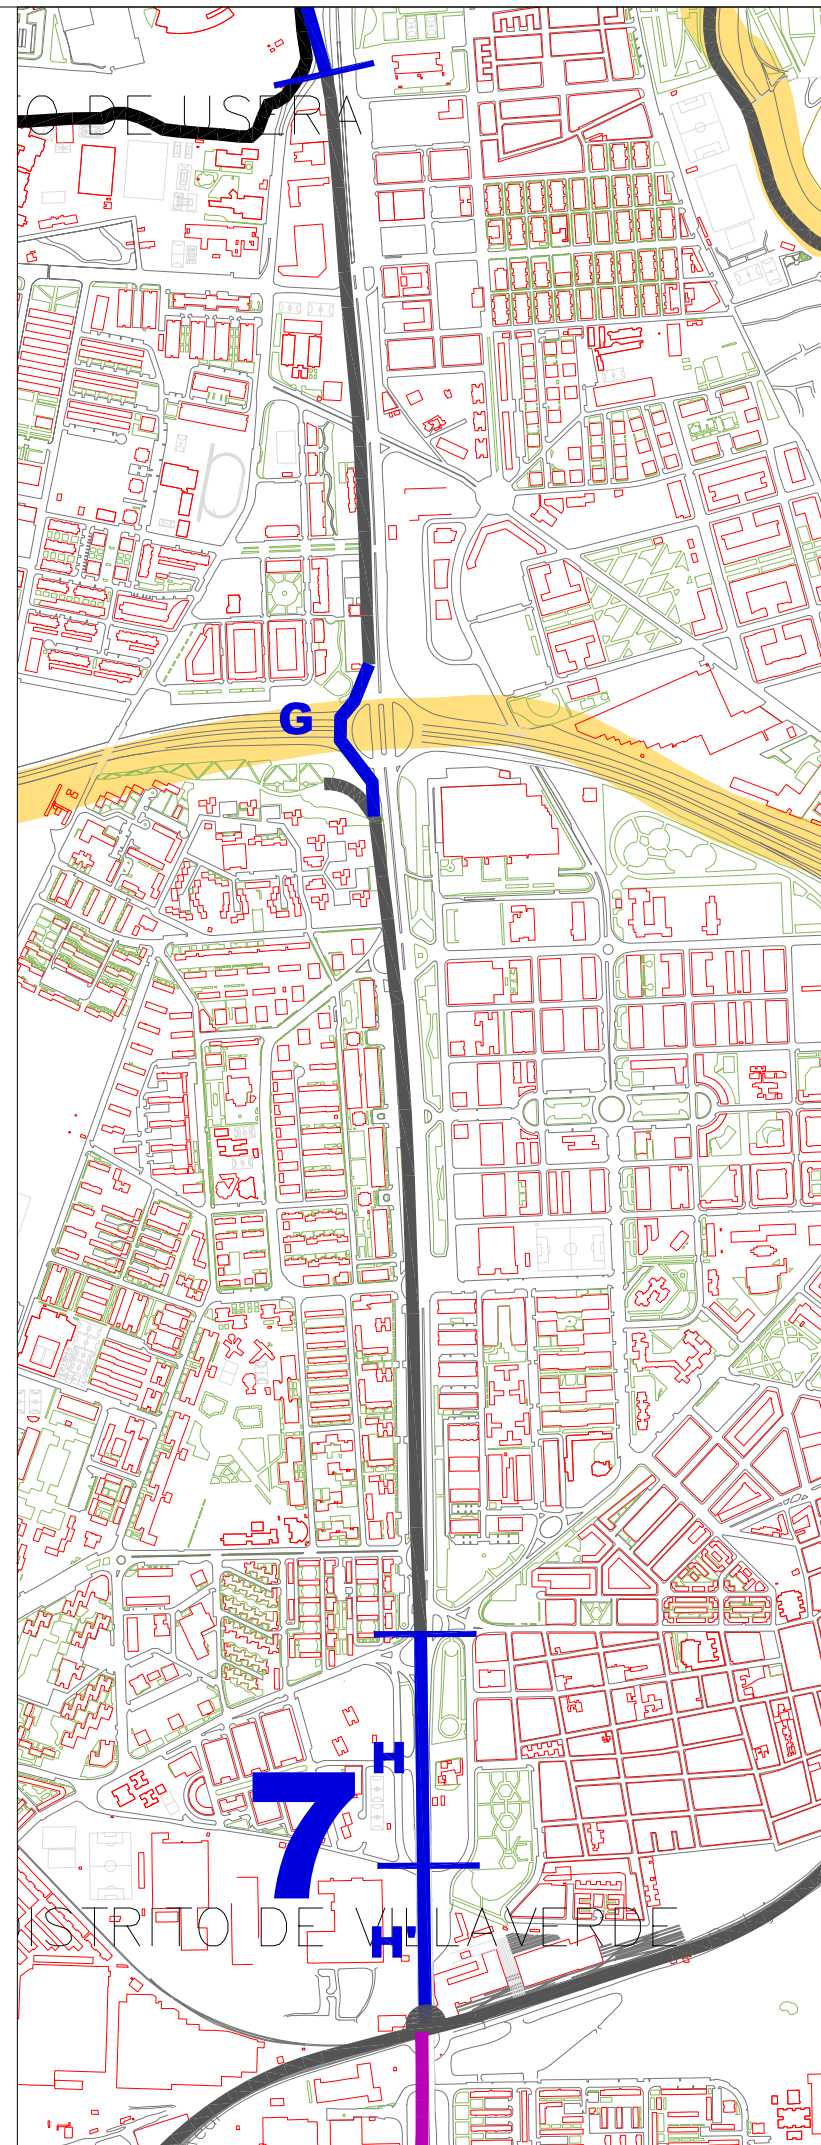 O DE USERA
G
H
7
H'
ISTRITO DE VILLAVERDE